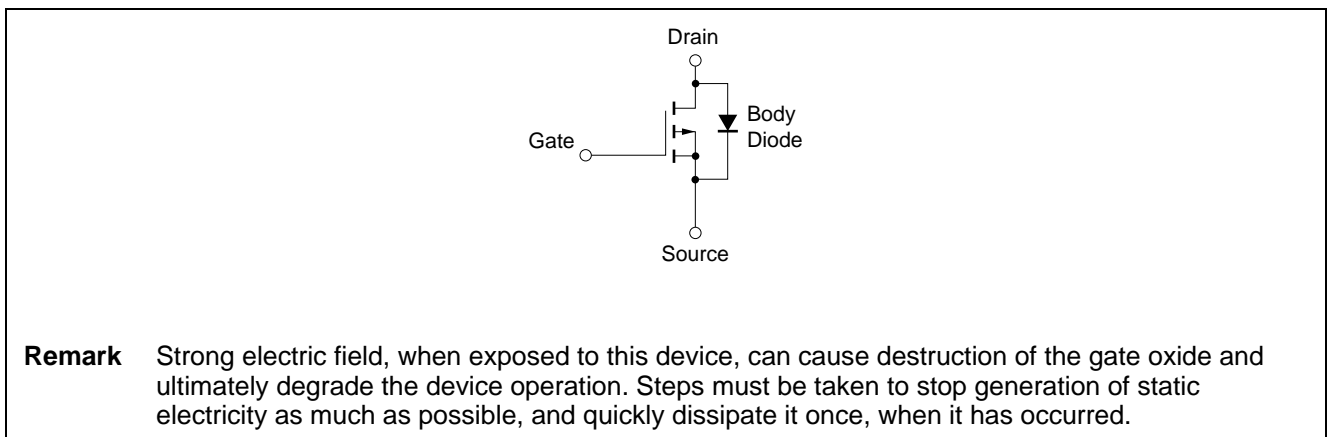 Drain
Body
Diode
Gate
Source
Remark Strong electric field, when exposed to this device, can cause destruction of the gate oxide and
ultimately degrade the device operation. Steps must be taken to stop generation of static
electricity as much as possible, and quickly dissipate it once, when it has occurred.